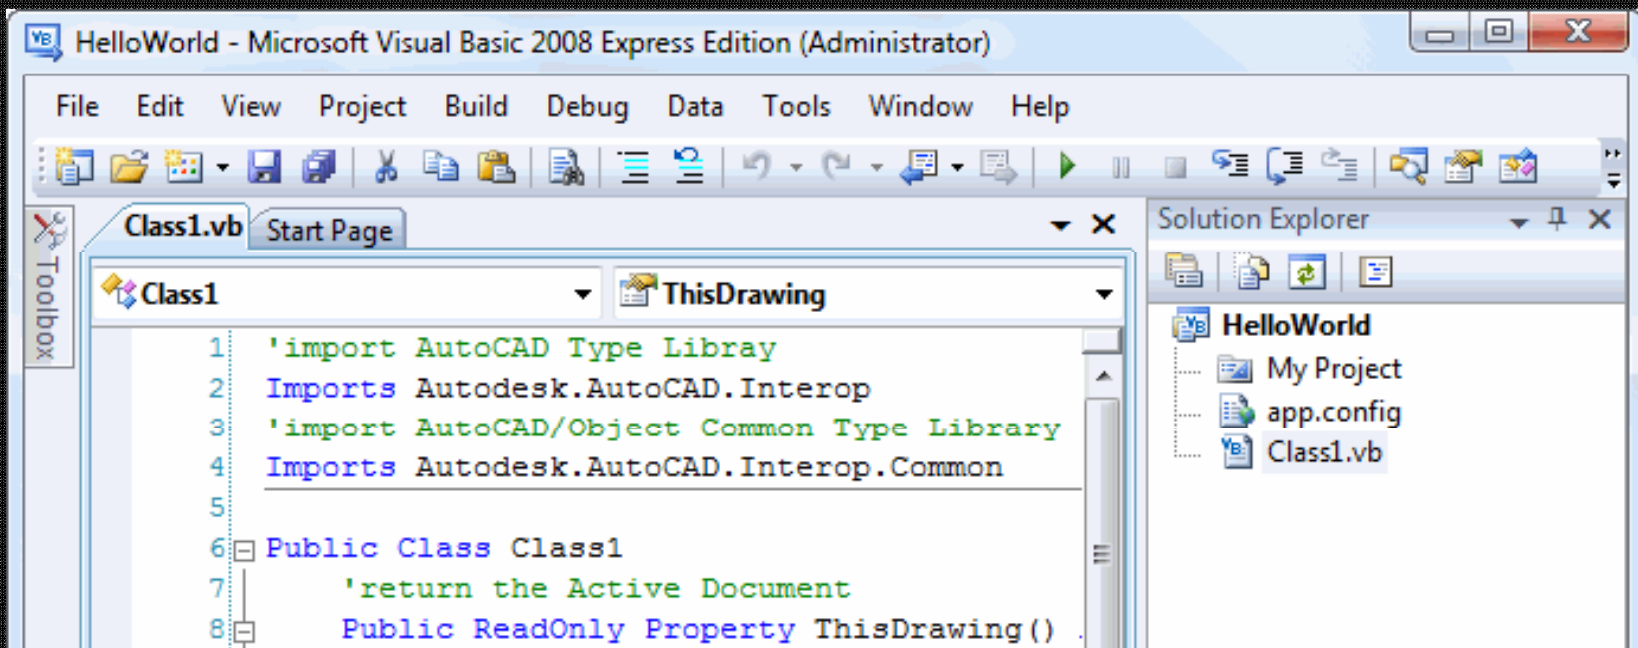 HelloWorld - Microsoft Visual Basic 2008 Express Edition (Administrator)
File Edit View Project Build Debug Data Tools Window Help
Toolbox
Class1.vb Start Page
Class1 ThisDrawing
1 'import AutoCAD Type Libray
2 Imports Autodesk.AutoCAD.Interop
3 'import AutoCAD/Object Common Type Library
4 Imports Autodesk.AutoCAD.Interop.Common
5
6 Public Class Class1
7 'return the Active Document
8 Public ReadOnly Property ThisDrawing() .
Solution Explorer
HelloWorld
My Project
app.config
Class1.vb